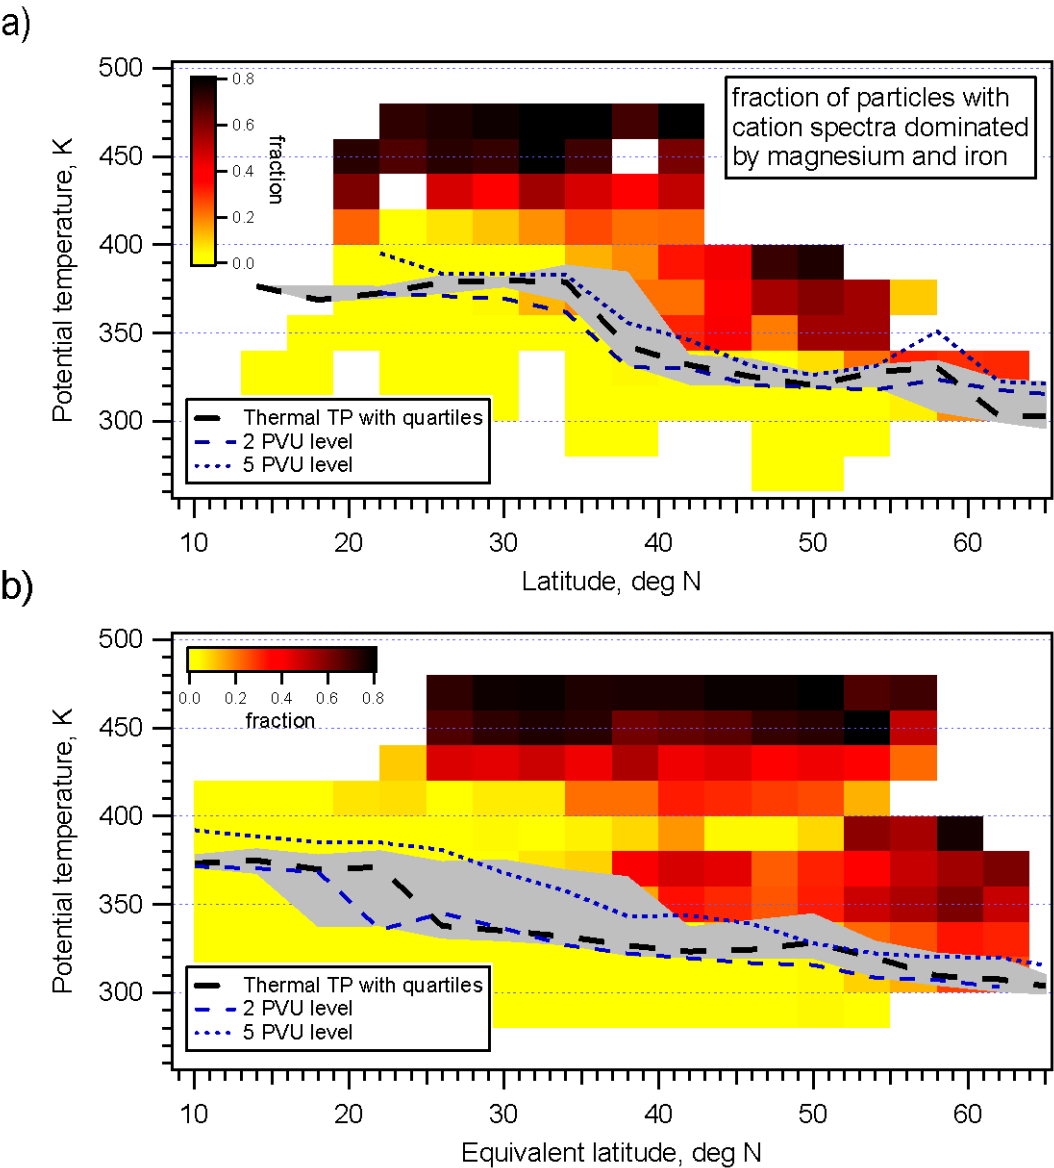 a)
500
450
400
350
300
Potential temperature, K
0.8
0.6
0.4
0.2
0.0
fraction
fraction of particles with
cation spectra dominated
by magnesium and iron
Thermal TP with quartiles
2 PVU level
5 PVU level
10 20 30 40 50 60
Latitude, deg N
b)
500
450
400
350
300
Potential temperature, K
0.0 0.2 0.4 0.6 0.8
fraction
Thermal TP with quartiles
2 PVU level
5 PVU level
10 20 30 40 50 60
Equivalent latitude, deg N